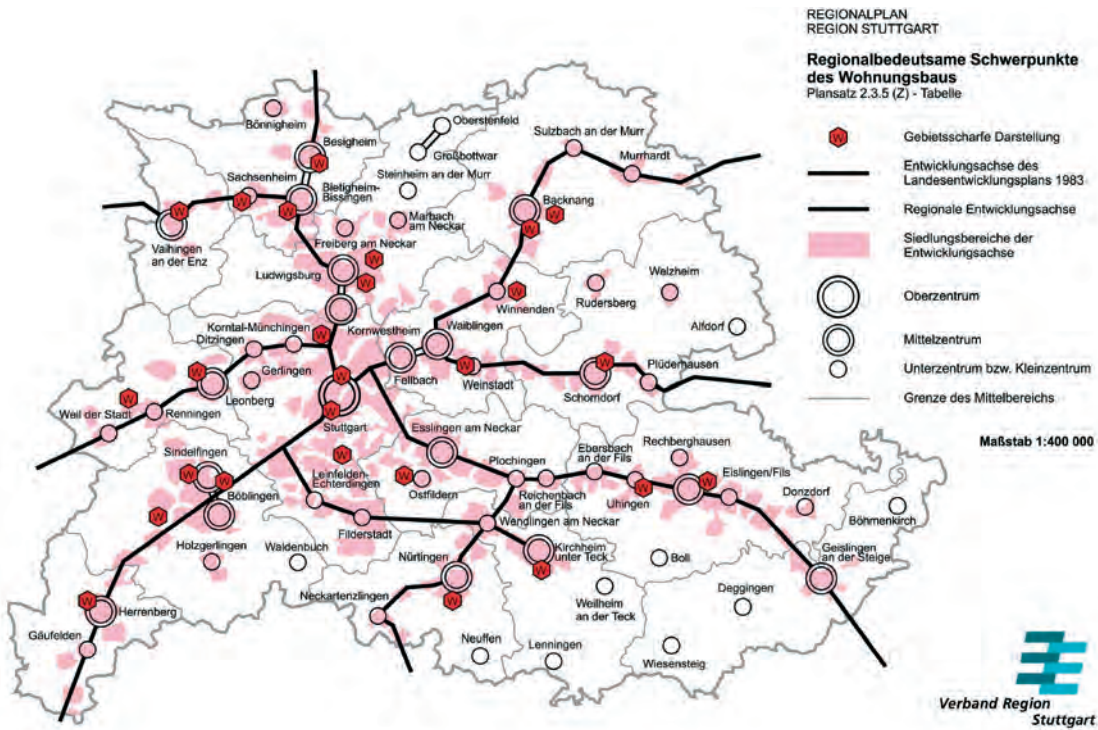 REGIONALPLAN
REGION STUTTGART
Regionalbedeutsame Schwerpunkte
des Wohnungsbaus
Plansatz 2.3.5 (Z) - Tabelle
W
Gebietsscharfe Darstellung
Entwicklungsachse des
Landesentwicklungsplans 1983
Regionale Entwicklungsachse
Siedlungsbereiche der
Entwicklungsachse
Oberzentrum
Mittelzentrum
Unterzentrum bzw. Kleinzentrum
Grenze des Mittelbereichs
Maßstab 1:400 000
Bönnigheim
Oberstenfeld
Besigheim
W
Großbottwar
Sulzbach an der Murr
Murrhardt
Sachsenheim
W
Bietigheim-
Bissingen
W
Steinheim an der Murr
W
Vaihingen
an der Enz
Marbach
am Neckar
Backnang
W
W
Freiberg am Neckar
W
Ludwigsburg
W
Winnenden
W
Rudersberg
Welzheim
Alfdorf
Korntal-Münchingen
W
Kornwestheim
Waiblingen
Ditzingen
Gerlingen
Fellbach
W
Weinstadt
W
Schorndorf
Plüderhausen
W
Leonberg
W
Weil der Stadt
Renningen
W
W
Stuttgart
Esslingen am Neckar
Sindelfingen
W
W
Böblingen
W
W
Leinfelden-
Echterdingen
W
Ostfildern
Plochingen
Ebersbach
an der Fils
Rechberghausen
Reichenbach
an der Fils
W
Uhingen
W
Eislingen/Fils
Donzdorf
Böhmenkirch
Holzgerlingen
Waldenbuch
Filderstadt
Wendlingen am Neckar
Nürtingen
W
Kirchheim
unter Teck
W
Boll
Geislingen
an der Steige
W
Herrenberg
Gäufelden
Neckartenzlingen
Weilheim
an der Teck
Deggingen
Neuffen
Lenningen
Wiesensteig
Verband Region
Stuttgart